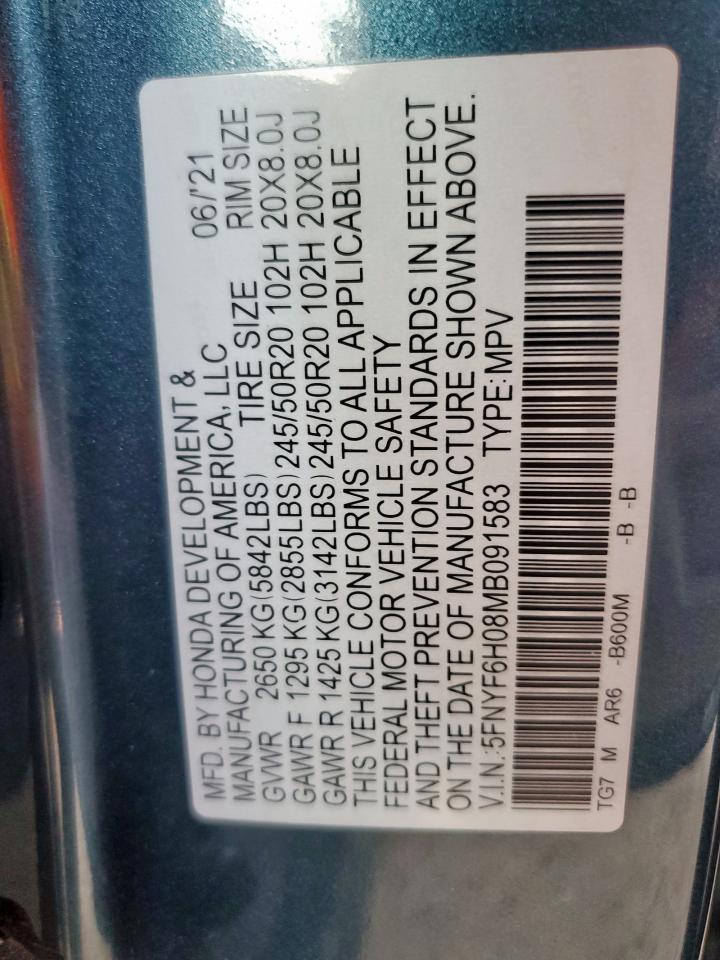 MFD. BY HONDA DEVELOPMENT &
MANUFACTURING OF AMERICA, LLC 06/'21
GVWR 2650 KG(5842LBS) TIRE SIZE RIM SIZE
GAWR F 1295 KG(2855LBS)245/50R20 102H 20X8.0J
GAWR R 1425 KG(3142LBS)245/50R20 102H 20X8.0J
THIS VEHICLE CONFORMS TO ALL APPLICABLE
FEDERAL MOTOR VEHICLE SAFETY
AND THEFT PREVENTION STANDARDS IN EFFECT
ON THE DATE OF MANUFACTURE SHOWN ABOVE.
V.I.N.:5FNYF6H08MB091583 TYPE:MPV
TG7 M AR6 -B600M -B -B